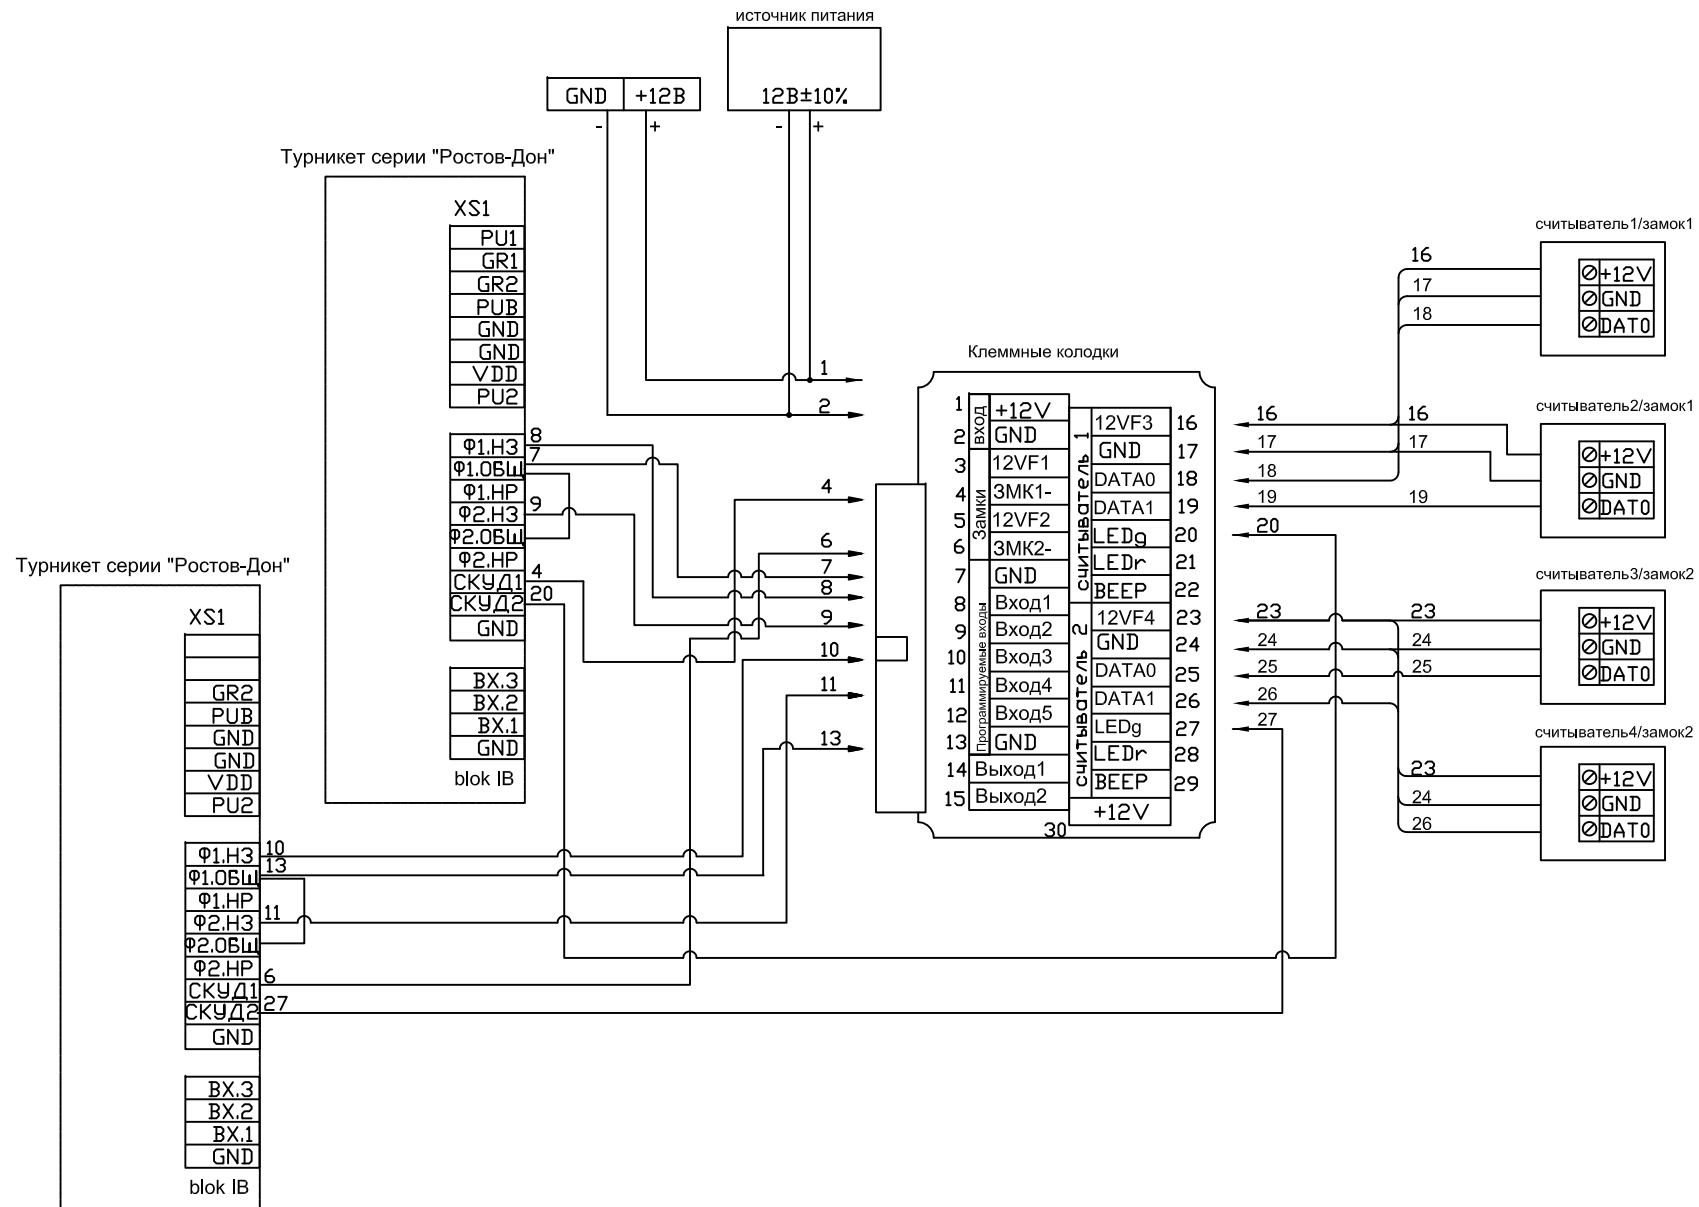 источник питания
12В±10%
- +
GND +12В
- +
Турникет серии "Ростов-Дон"
XS1
PU1
GR1
GR2
PUB
GND
GND
VDD
PU2
Ф1.НЗ 8
Ф1.ОБЩ 7
Ф1.НР
Ф2.НЗ 9
Ф2.ОБЩ
Ф2.НР
СКУД1 4
СКУД2 20
GND
ВХ.3
ВХ.2
ВХ.1
GND
blok IB
Турникет серии "Ростов-Дон"
XS1
GR2
PUB
GND
GND
VDD
PU2
Ф1.НЗ 10
Ф1.ОБЩ 13
Ф1.НР
Ф2.НЗ 11
Ф2.ОБЩ
Ф2.НР
СКУД1 6
СКУД2 27
GND
ВХ.3
ВХ.2
ВХ.1
GND
blok IB
1
2
4
6
7
8
9
10
11
13
Клеммные колодки
вход
1 +12V
2 GND
Замки
3 12VF1
4 ЗМК1-
5 12VF2
6 ЗМК2-
Программируемые входы
7 GND
8 Вход1
9 Вход2
10 Вход3
11 Вход4
12 Вход5
13 GND
14 Выход1
15 Выход2
считыватель 1
12VF3 16
GND 17
DATA0 18
DATA1 19
LEDg 20
LEDr 21
BEEP 22
считыватель 2
12VF4 23
GND 24
DATA0 25
DATA1 26
LEDg 27
LEDr 28
BEEP 29
+12V
30
16 16
17 17
18
19 19
20
23 23
24 24
25 25
26
27
считыватель1/замок1
16 +12V
17 GND
18 DAT0
считыватель2/замок1
+12V
GND
DAT0
считыватель3/замок2
+12V
GND
DAT0
считыватель4/замок2
23 +12V
24 GND
26 DAT0